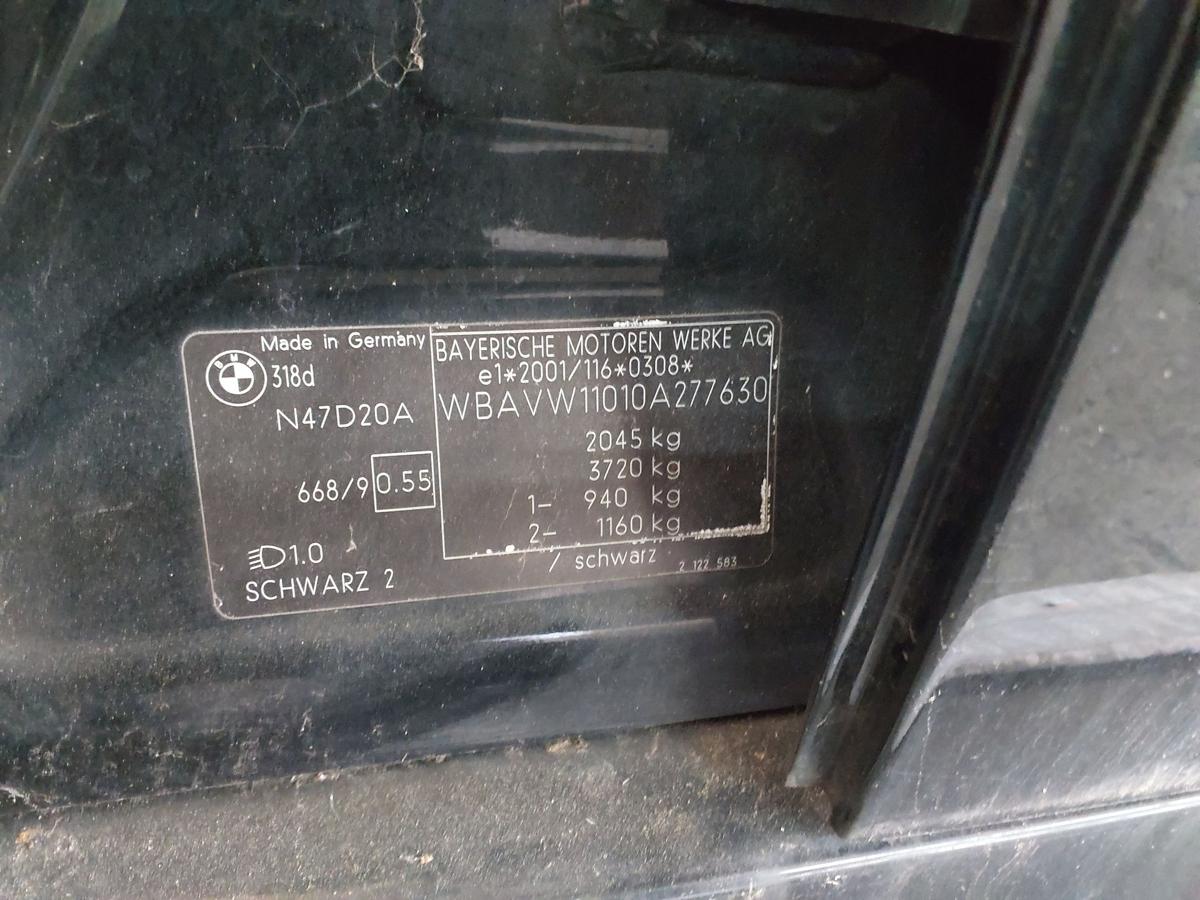 Made in Germany
BMW
318d
N47D20A
668/9 0.55
1.0
SCHWARZ 2
BAYERISCHE MOTOREN WERKE AG
e1*2001/116*0308*
WBAVW11010A277630
2045 kg
3720 kg
1- 940 kg
2- 1160 kg
/ schwarz
2 122 583